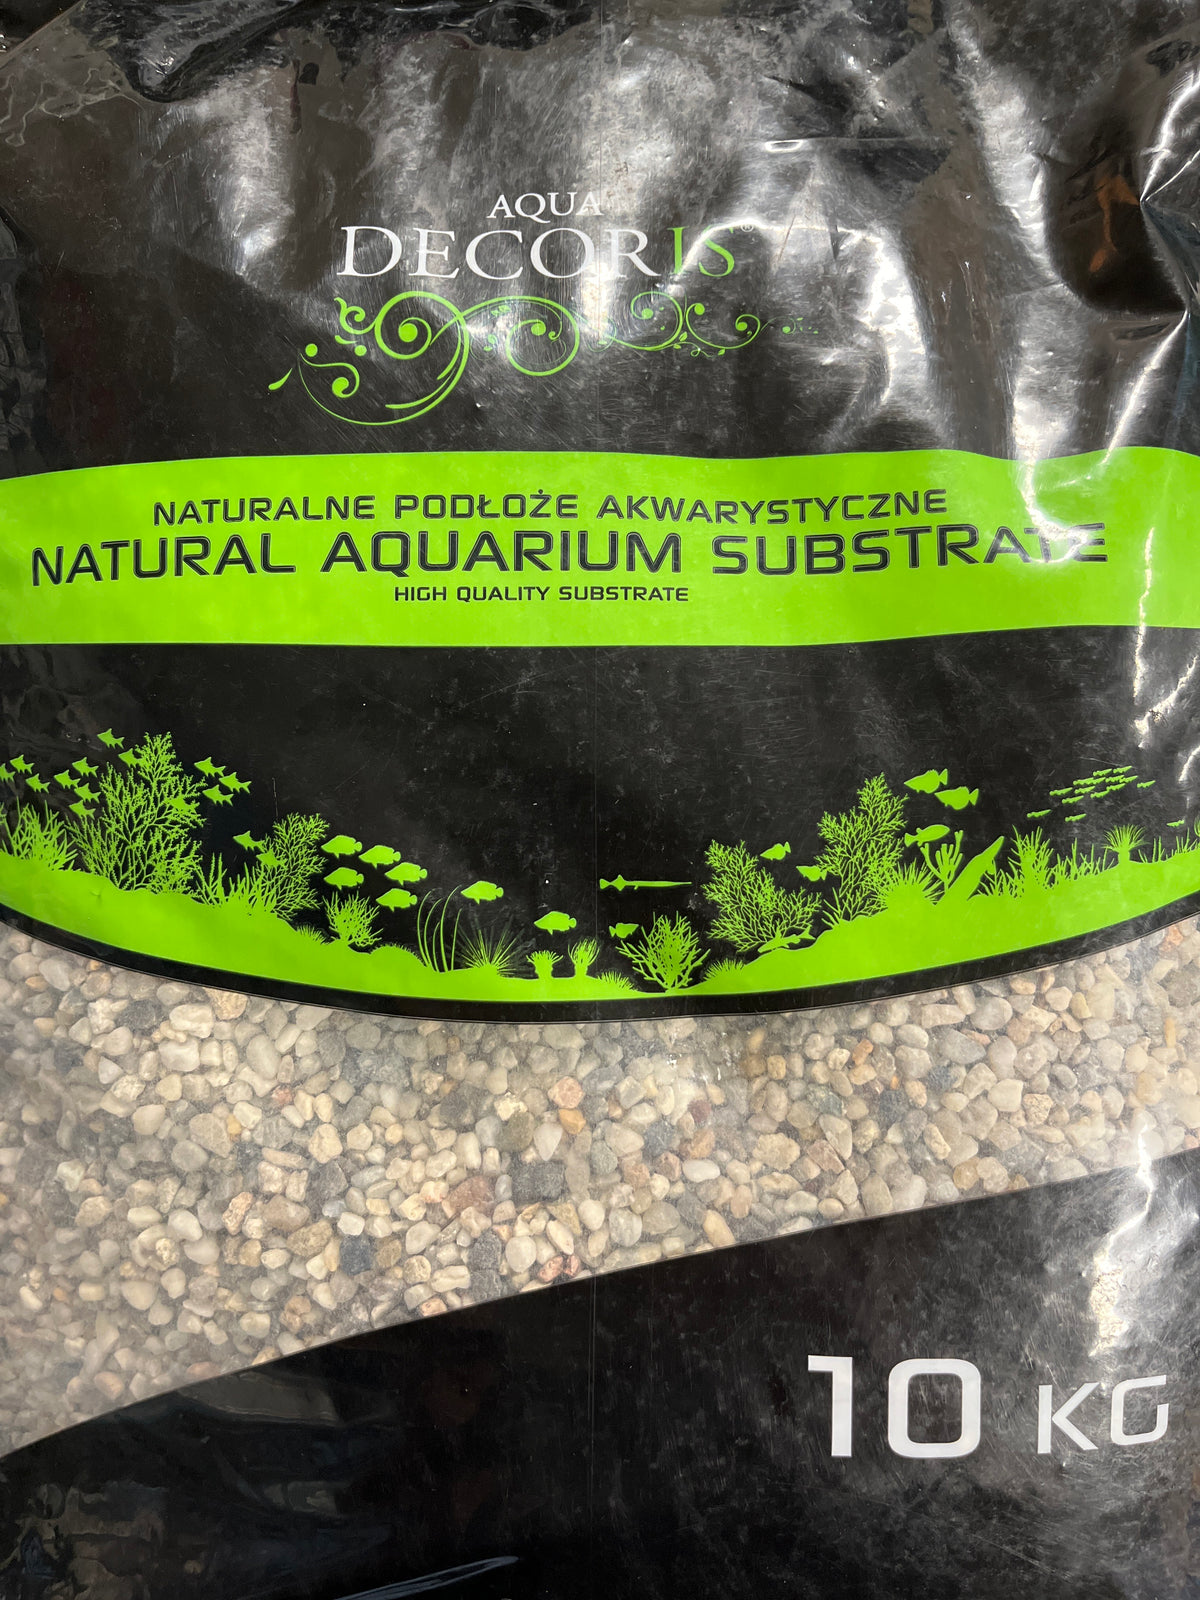 AQUA
DECORIS®
NATURALNE PODŁOŻE AKWARYSTYCZNE
NATURAL AQUARIUM SUBSTRATE
HIGH QUALITY SUBSTRATE
10 KG